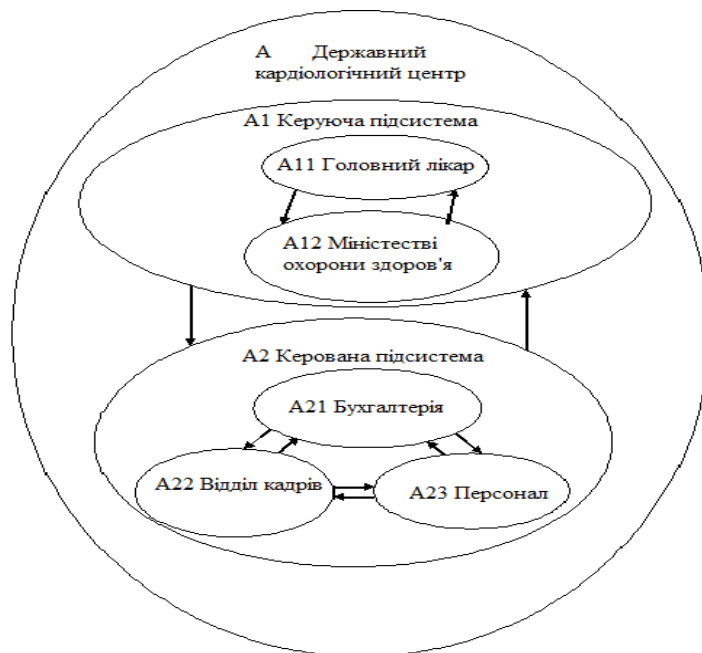 А Державний
кардіологічний центр
А1 Керуюча підсистема
А11 Головний лікар
А12 Міністестві
охорони здоров'я
А2 Керована підсистема
А21 Бухгалтерія
А22 Відділ кадрів
А23 Персонал